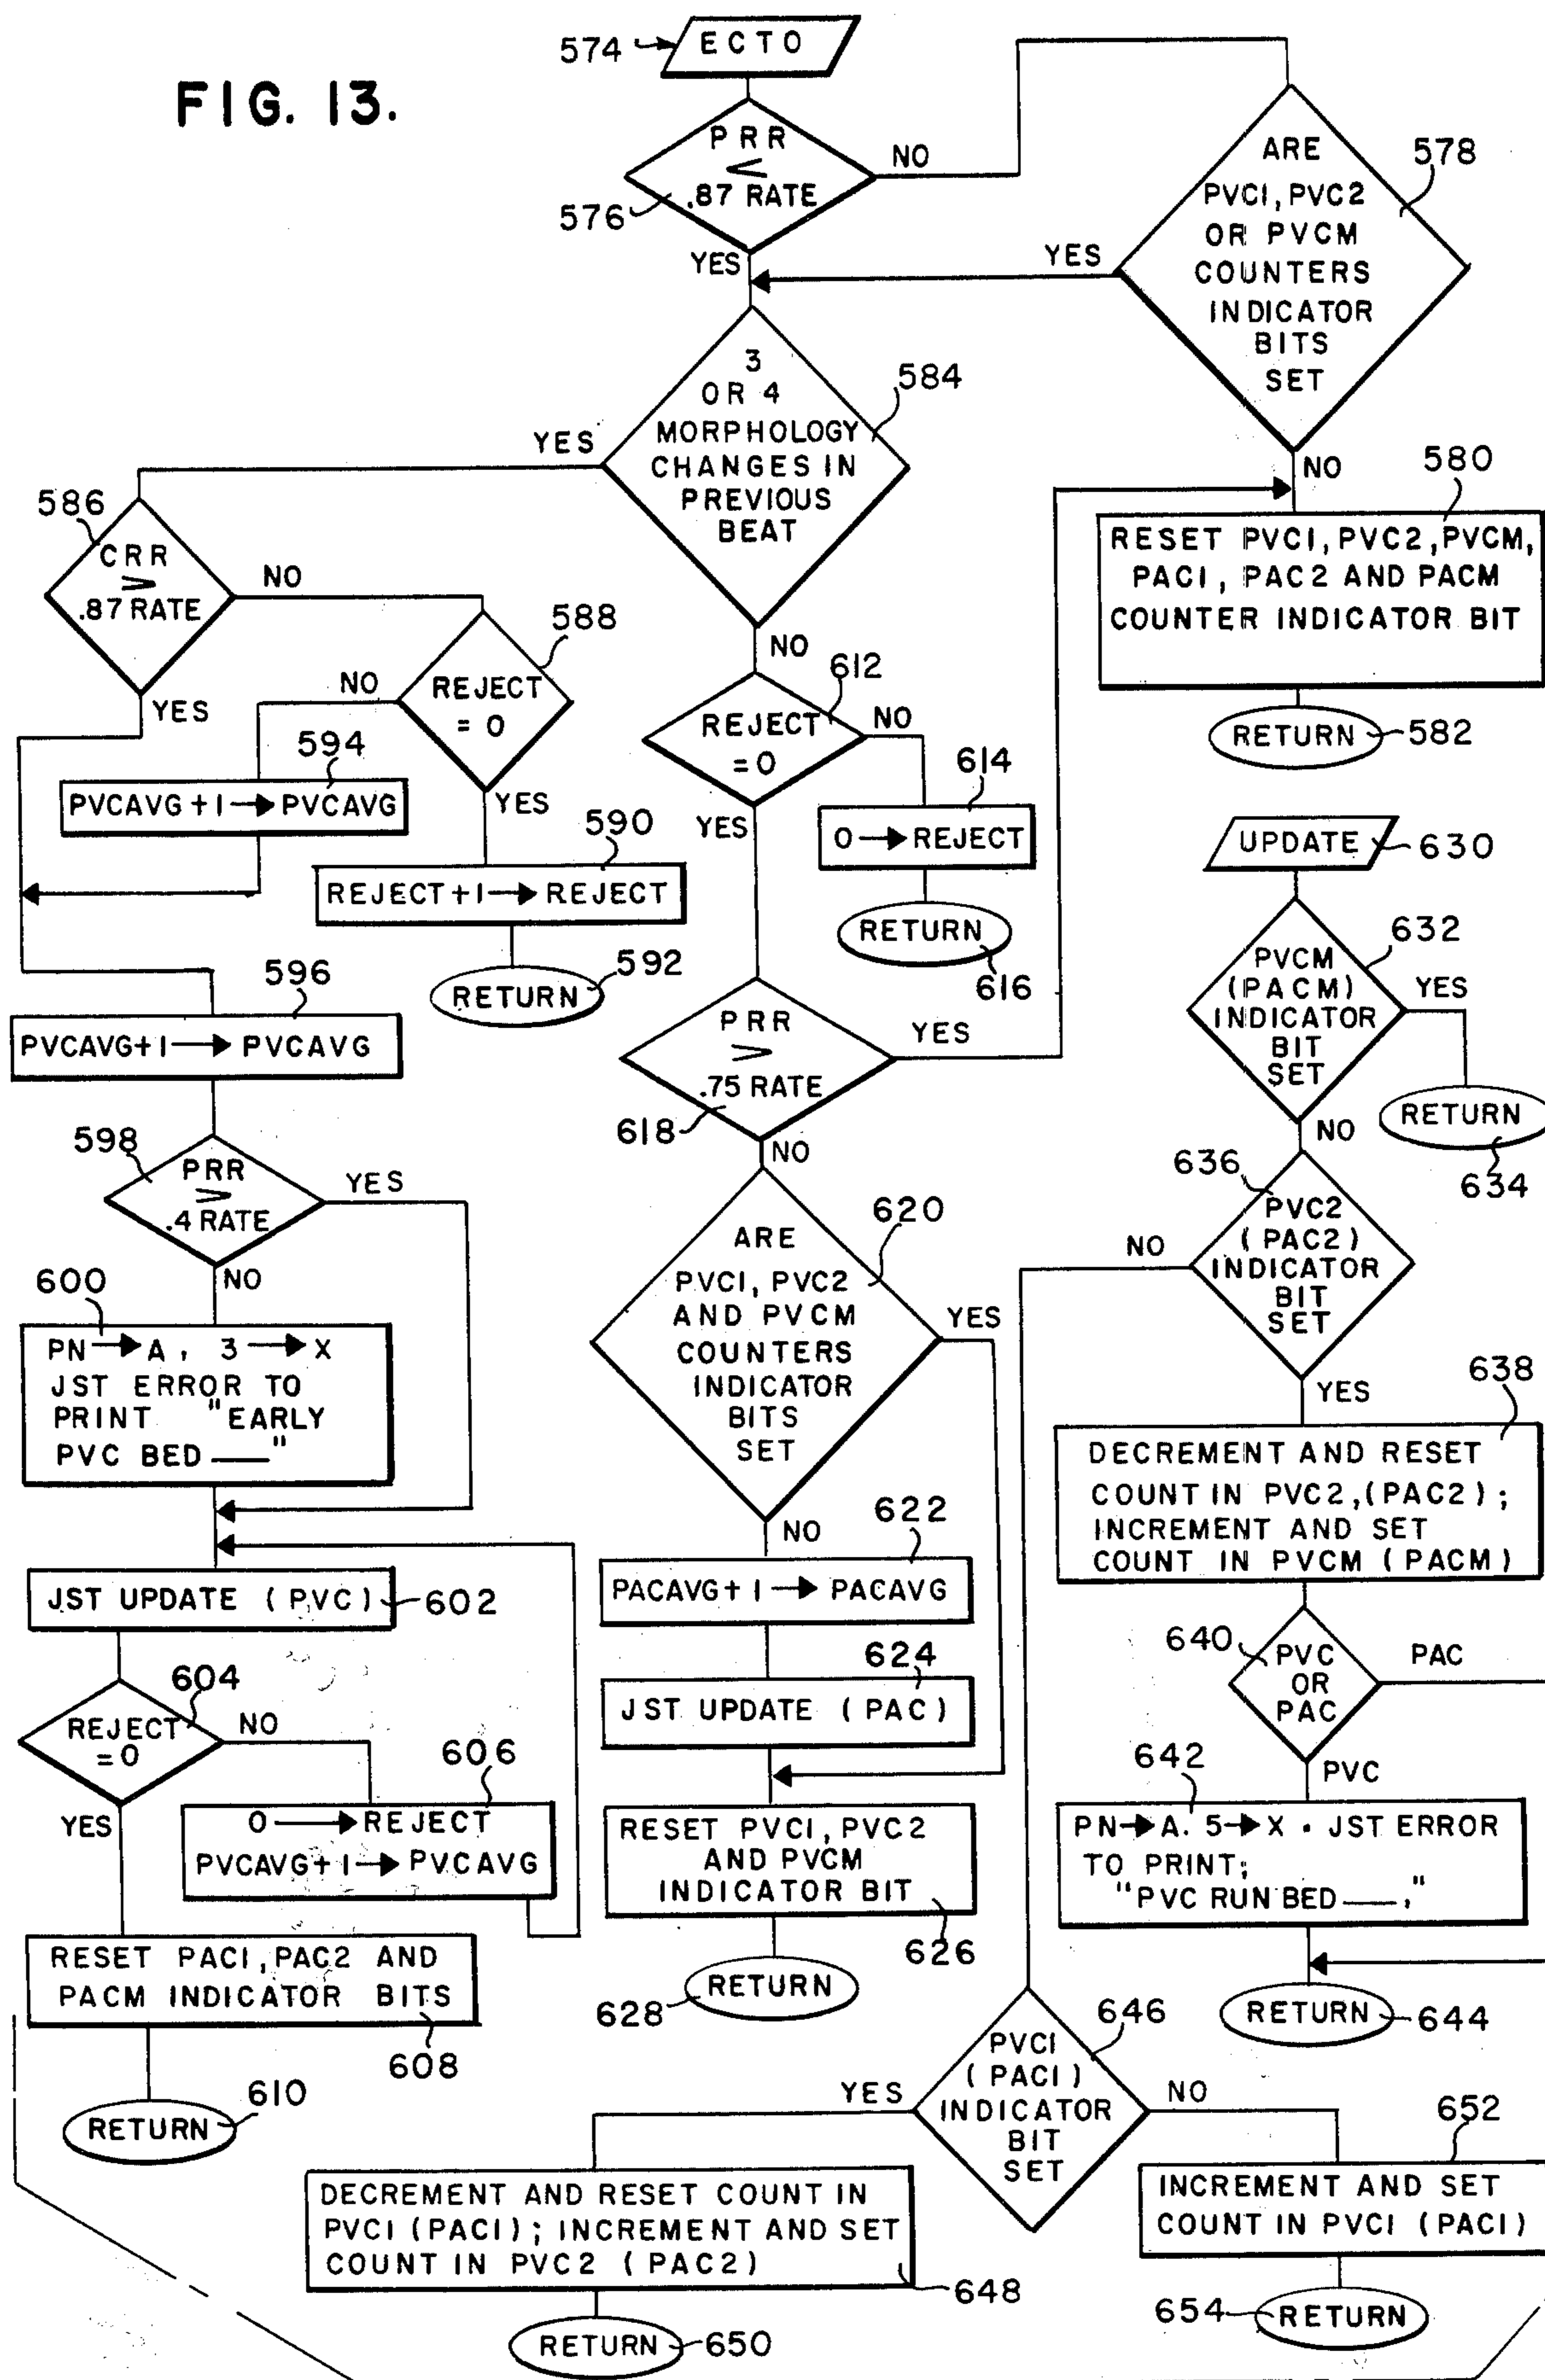 FIG. 13.
574
ECTO
PRR
<
.87 RATE
576
NO
YES
ARE
PVC1, PVC2
OR PVCM
COUNTERS
INDICATOR
BITS
SET
578
YES
NO
3
OR 4
MORPHOLOGY
CHANGES IN
PREVIOUS
BEAT
584
YES
NO
580
RESET PVC1, PVC2, PVCM,
PAC1, PAC2 AND PACM
COUNTER INDICATOR BIT
RETURN
582
586
CRR
≥
.87 RATE
NO
YES
588
REJECT
= 0
NO
YES
594
PVCAVG + 1 → PVCAVG
590
REJECT + 1 → REJECT
RETURN
592
612
REJECT
= 0
NO
YES
614
0 → REJECT
RETURN
616
596
PVCAVG+1 → PVCAVG
598
PRR
≥
.4 RATE
YES
NO
600
PN → A, 3 → X
JST ERROR TO
PRINT "EARLY
PVC BED ___"
JST UPDATE (PVC)
602
604
REJECT
= 0
NO
YES
606
0 → REJECT
PVCAVG+1 → PVCAVG
RESET PAC1, PAC2 AND
PACM INDICATOR BITS
608
RETURN
610
PRR
>
.75 RATE
618
YES
NO
ARE
PVC1, PVC2
AND PVCM
COUNTERS
INDICATOR
BITS
SET
620
YES
NO
622
PACAVG + 1 → PACAVG
624
JST UPDATE (PAC)
RESET PVC1, PVC2
AND PVCM
INDICATOR BIT
626
RETURN
628
UPDATE
630
PVCM
(PACM)
INDICATOR
BIT
SET
632
YES
NO
RETURN
634
636
PVC2
(PAC2)
INDICATOR
BIT
SET
NO
YES
638
DECREMENT AND RESET
COUNT IN PVC2,(PAC2);
INCREMENT AND SET
COUNT IN PVCM (PACM)
640
PVC
OR
PAC
PAC
PVC
642
PN→A. 5→X . JST ERROR
TO PRINT;
"PVC RUN BED ___,"
RETURN
644
PVC1
(PAC1)
INDICATOR
BIT
SET
646
YES
NO
DECREMENT AND RESET COUNT IN
PVC1 (PAC1); INCREMENT AND SET
COUNT IN PVC2 (PAC2)
648
RETURN
650
652
INCREMENT AND SET
COUNT IN PVC1 (PAC1)
654
RETURN